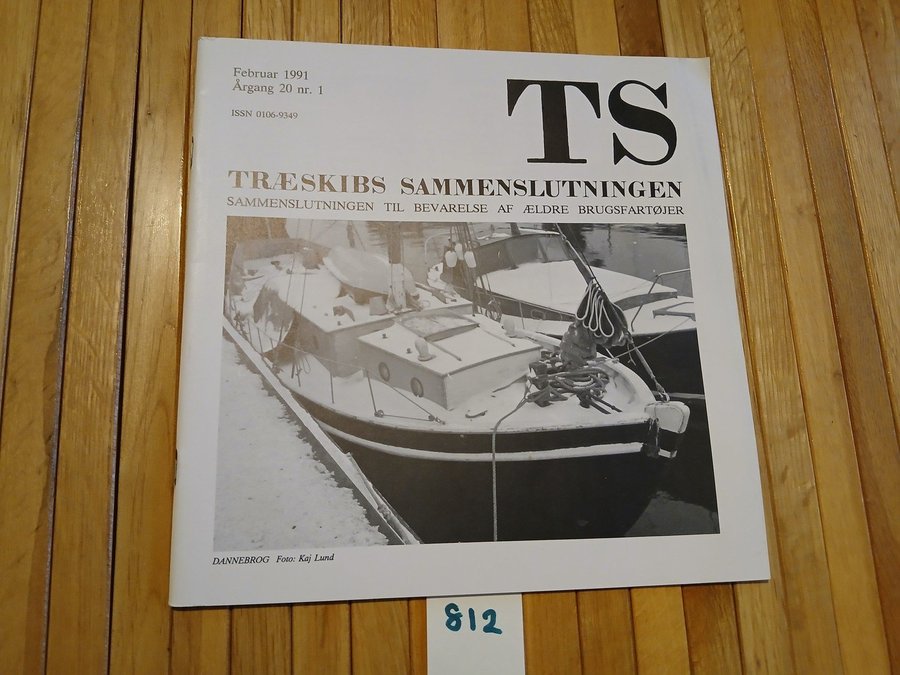 Februar 1991
Årgang 20 nr. 1
ISSN 0106-9349
TS
TRÆSKIBS SAMMENSLUTNINGEN
SAMMENSLUTNINGEN TIL BEVARELSE AF ÆLDRE BRUGSFARTØJER
DANNEBROG Foto: Kaj Lund
812